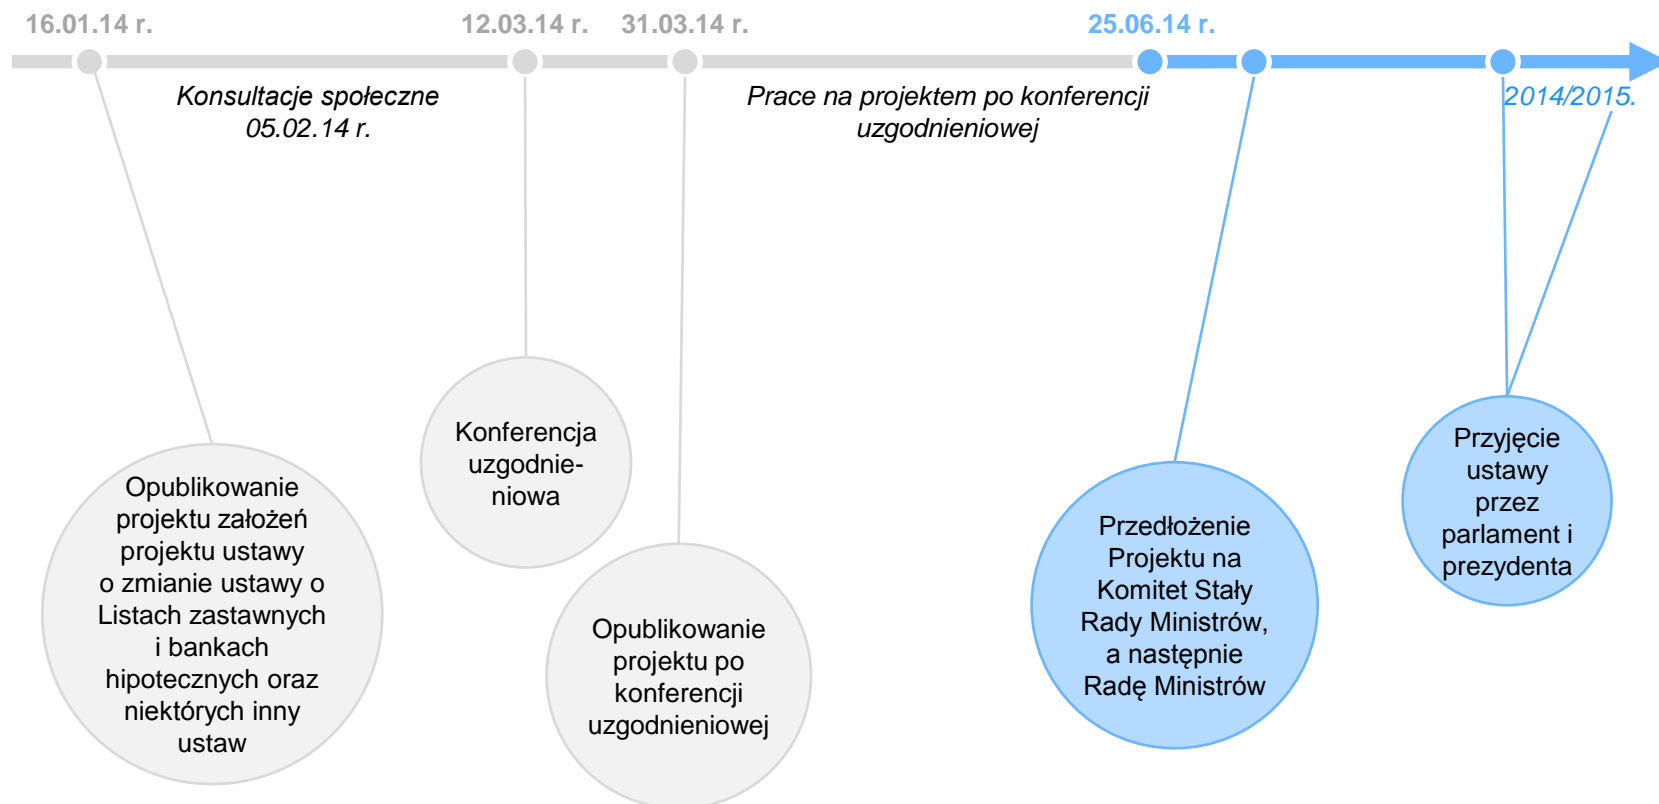 16.01.14 r.
12.03.14 r.
31.03.14 r.
25.06.14 r.
Konsultacje społeczne
05.02.14 r.
Prace na projektem po konferencji
uzgodnieniowej
2014/2015.
Opublikowanie
projektu założeń
projektu ustawy
o zmianie ustawy o
Listach zastawnych
i bankach
hipotecznych oraz
niektórych inny
ustaw
Konferencja
uzgodnie-
niowa
Opublikowanie
projektu po
konferencji
uzgodnieniowej
Przedłożenie
Projektu na
Komitet Stały
Rady Ministrów,
a następnie
Radę Ministrów
Przyjęcie
ustawy
przez
parlament i
prezydenta